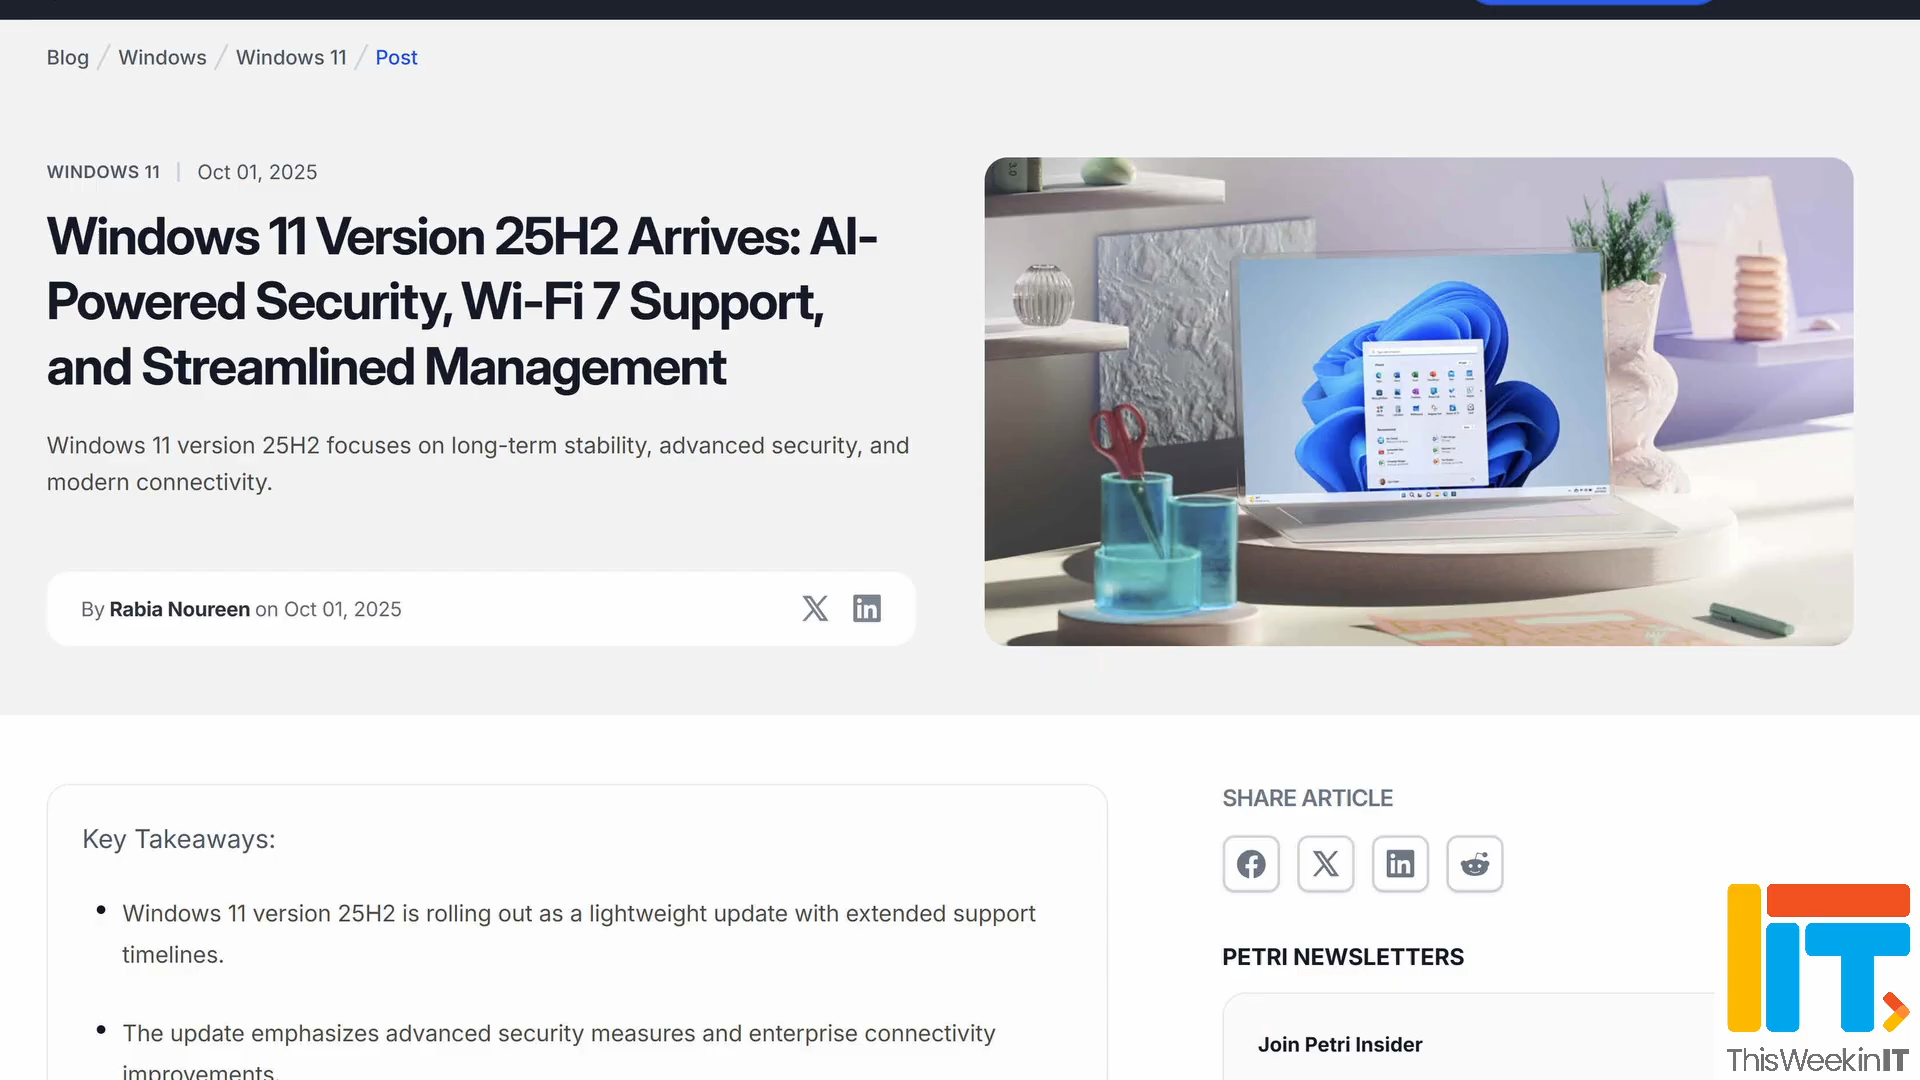 Blog / Windows / Windows 11 / Post
WINDOWS 11 | Oct 01, 2025
Windows 11 Version 25H2 Arrives: AI-
Powered Security, Wi-Fi 7 Support,
and Streamlined Management
Windows 11 version 25H2 focuses on long-term stability, advanced security, and
modern connectivity.
By Rabia Noureen on Oct 01, 2025
3.0
Key Takeaways:
• Windows 11 version 25H2 is rolling out as a lightweight update with extended support
timelines.
• The update emphasizes advanced security measures and enterprise connectivity
improvements.
SHARE ARTICLE
PETRI NEWSLETTERS
Join Petri Insider
IT
ThisWeekinIT